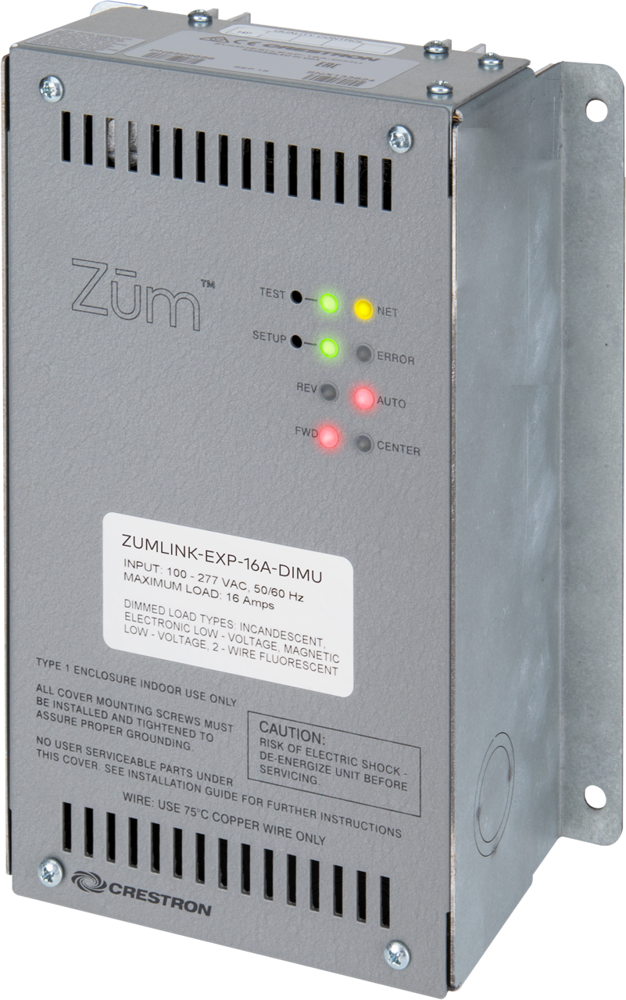 QUALITY CONTROL
CE CRESTRON
Zūm™
TEST
NET
SETUP
ERROR
REV
AUTO
FWD
CENTER
ZUMLINK-EXP-16A-DIMU
INPUT: 100 - 277 VAC, 50/60 Hz
MAXIMUM LOAD: 16 Amps
DIMMED LOAD TYPES: INCANDESCENT,
ELECTRONIC LOW - VOLTAGE, MAGNETIC
LOW - VOLTAGE, 2 - WIRE FLUORESCENT
TYPE 1 ENCLOSURE INDOOR USE ONLY
ALL COVER MOUNTING SCREWS MUST
BE INSTALLED AND TIGHTENED TO
ASSURE PROPER GROUNDING.
CAUTION:
RISK OF ELECTRIC SHOCK -
DE-ENERGIZE UNIT BEFORE
SERVICING.
NO USER SERVICEABLE PARTS UNDER
THIS COVER. SEE INSTALLATION GUIDE FOR FURTHER INSTRUCTIONS
WIRE: USE 75°C COPPER WIRE ONLY
CRESTRON